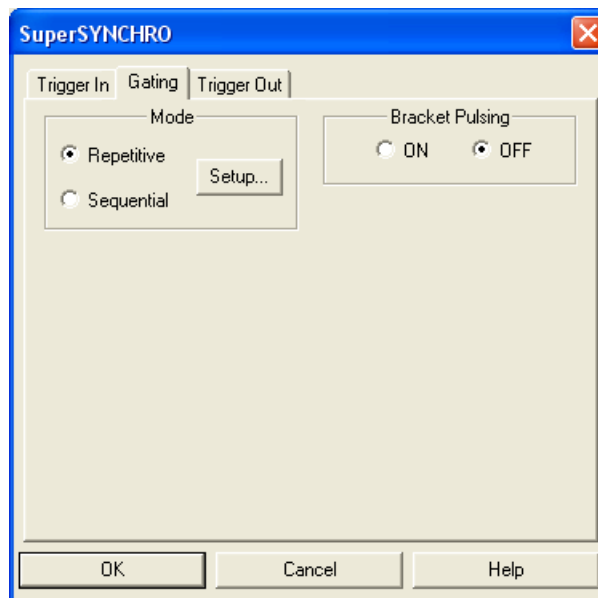 SuperSYNCHRO
Trigger In Gating Trigger Out
Mode
Repetitive
Setup...
Sequential
Bracket Pulsing
ON OFF
OK Cancel Help